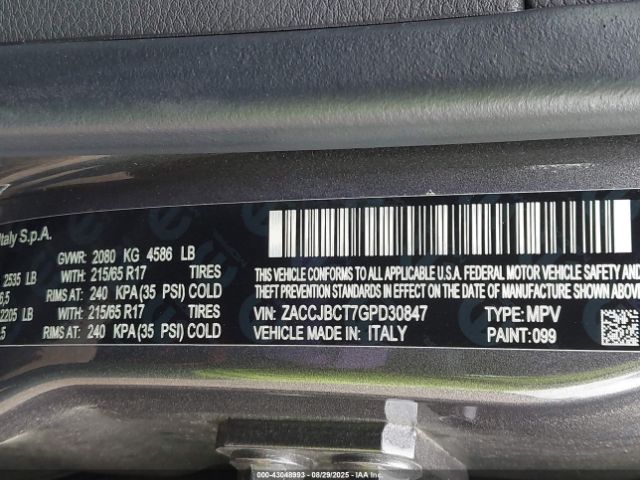 Italy S.p.A.
GVWR: 2080 KG 4586 LB
2535 LB WITH: 215/65 R17 TIRES
6,5 RIMS AT: 240 KPA(35 PSI) COLD
2205 LB WITH: 215/65 R17 TIRES
.5 RIMS AT: 240 KPA(35 PSI) COLD
THIS VEHICLE CONFORMS TO ALL APPLICABLE U.S.A. FEDERAL MOTOR VEHICLE SAFETY AND
THEFT PREVENTION STANDARDS IN EFFECT ON THE DATE OF MANUFACTURE SHOWN
VIN: ZACCJBCT7GPD30847 TYPE: MPV
VEHICLE MADE IN: ITALY PAINT: 099
000-43048993 - 08/29/2025 - IAA Inc.